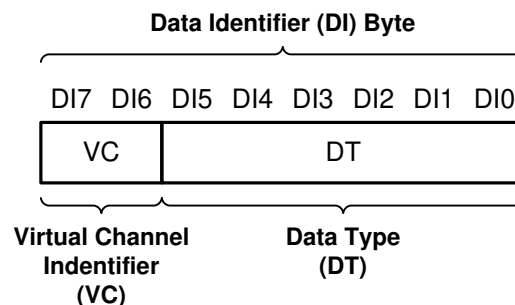 Data Identifier (DI) Byte
DI7 DI6 DI5 DI4 DI3 DI2 DI1 DI0
VC DT
Virtual Channel Data Type
Indentifier (DT)
(VC)